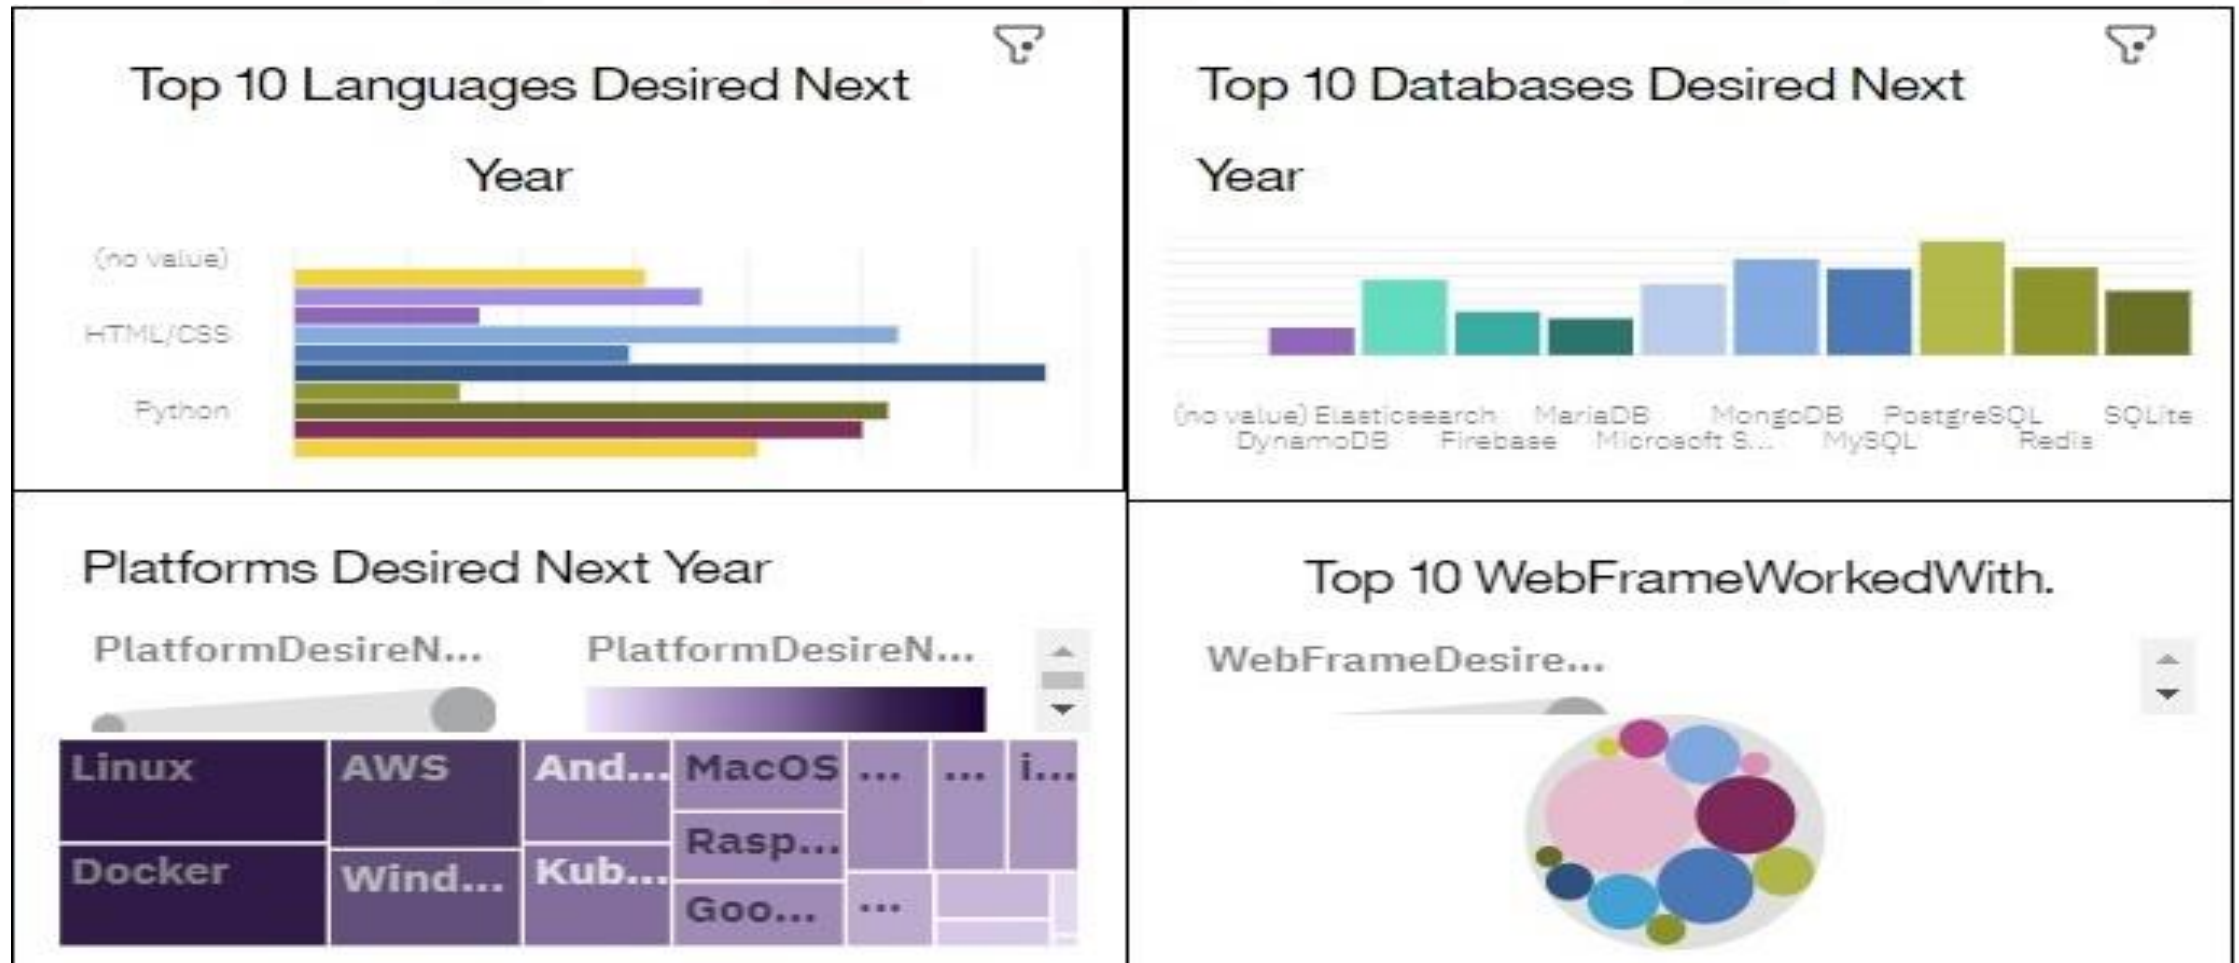 Top 10 Languages Desired Next
Year
(no value)
HTML/CSS
Python
Top 10 Databases Desired Next
Year
(no value) Elasticsearch MariaDB MongoDB PostgreSQL SQLite
DynamoDB Firebase Microsoft S... MySQL Redis
Platforms Desired Next Year
PlatformDesireN... PlatformDesireN...
Linux AWS And... MacOS ... ... i...
Rasp...
Docker Wind... Kub...
Goo... ...
Top 10 WebFrameWorkedWith.
WebFrameDesire...